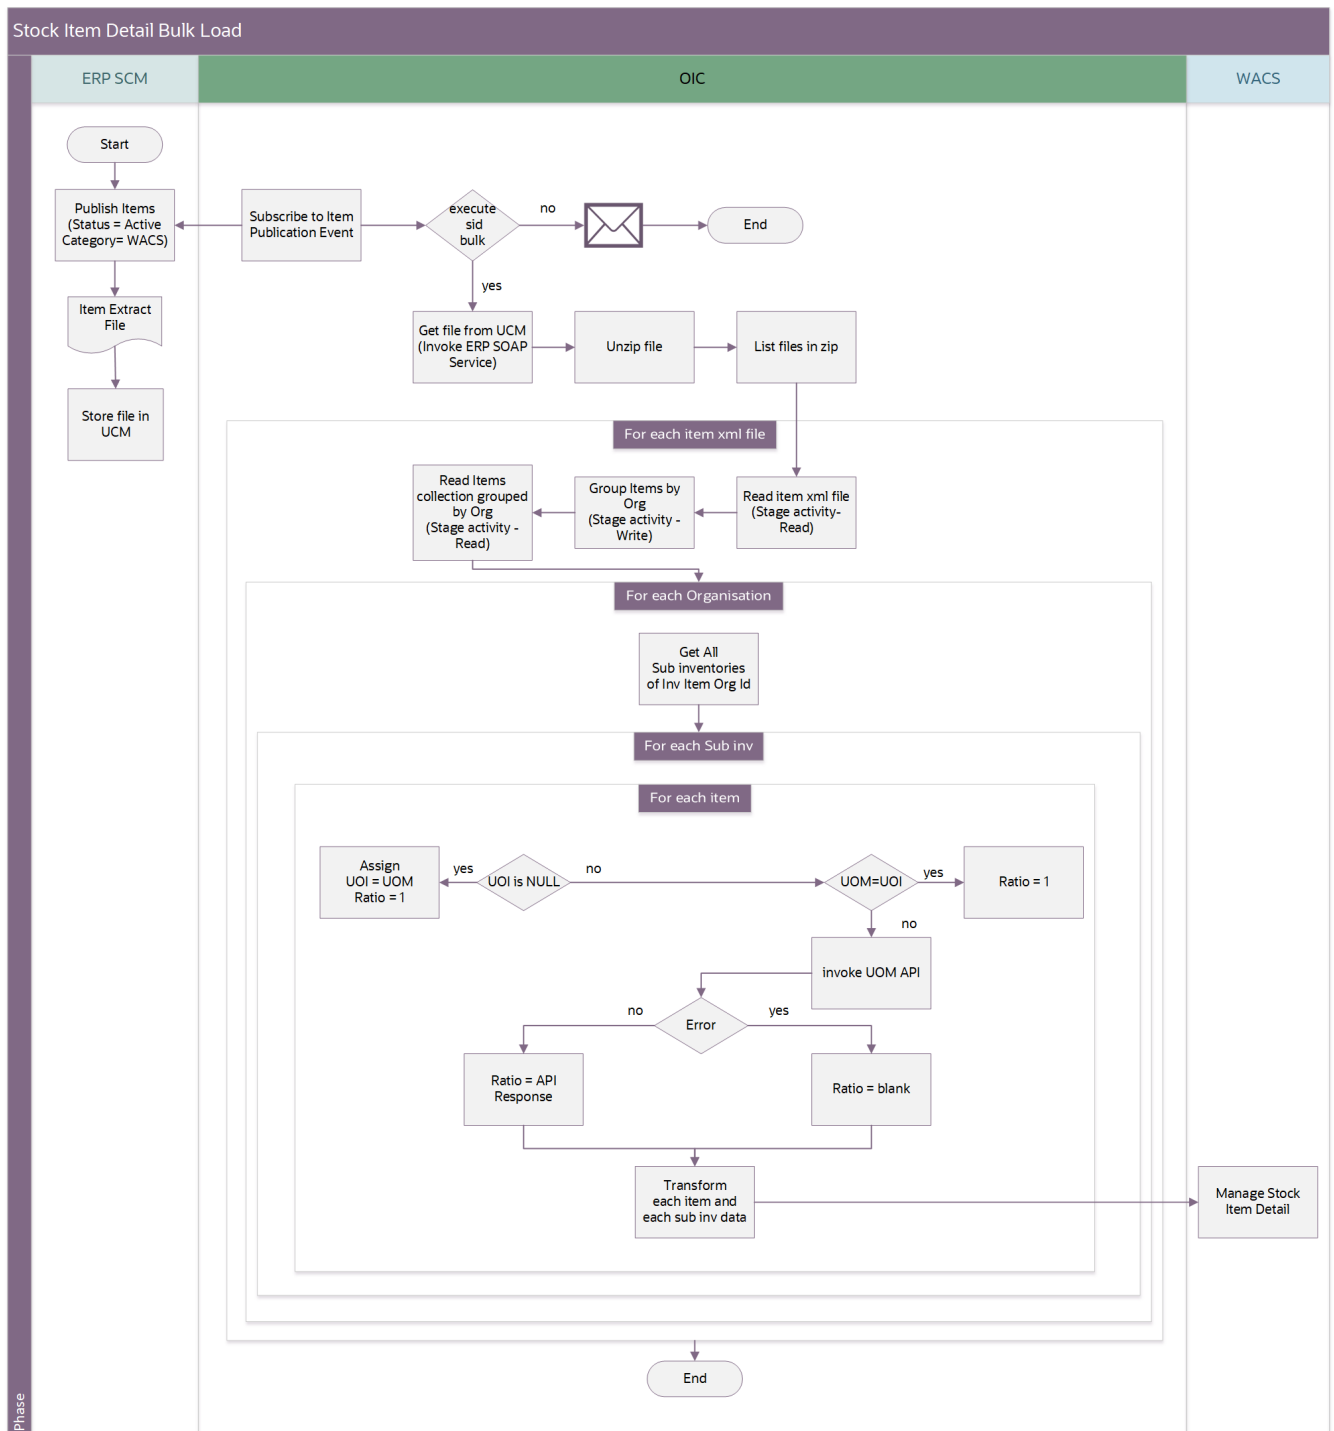 Stock Item Detail Bulk Load
ERP SCM
OIC
WACS
Start
Publish Items
(Status = Active
Category= WACS)
Subscribe to Item
Publication Event
execute
sid
bulk
no
End
yes
Item Extract
File
Get file from UCM
(Invoke ERP SOAP
Service)
Unzip file
List files in zip
Store file in
UCM
For each item xml file
Read Items
collection grouped
by Org
(Stage activity -
Read)
Group Items by
Org
(Stage activity -
Write)
Read item xml file
(Stage activity-
Read)
For each Organisation
Get All
Sub inventories
of Inv Item Org Id
For each Sub inv
For each item
Assign
UOI = UOM
Ratio = 1
yes
UOI is NULL
no
UOM=UOI
yes
Ratio = 1
no
invoke UOM API
no
Error
yes
Ratio = API
Response
Ratio = blank
Transform
each item and
each sub inv data
Manage Stock
Item Detail
End
Phase